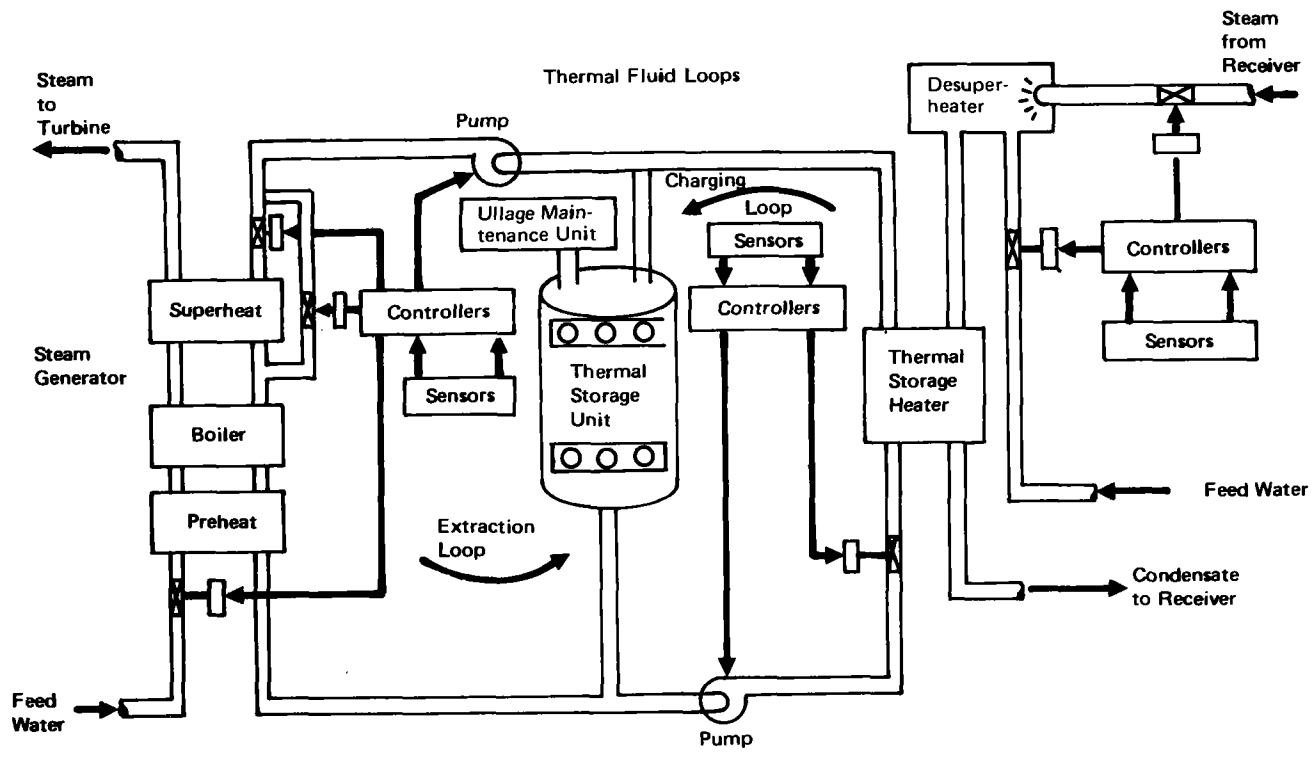 Steam
from
Receiver
Thermal Fluid Loops
Steam
to
Turbine
Desuper-
heater
Pump
Charging
Loop
Ullage Main-
tenance Unit
Sensors
Controllers
Superheat
Controllers
Controllers
Sensors
Steam
Generator
Thermal
Storage
Unit
Thermal
Storage
Heater
Sensors
Boiler
Preheat
Feed Water
Extraction
Loop
Condensate
to Receiver
Feed
Water
Pump